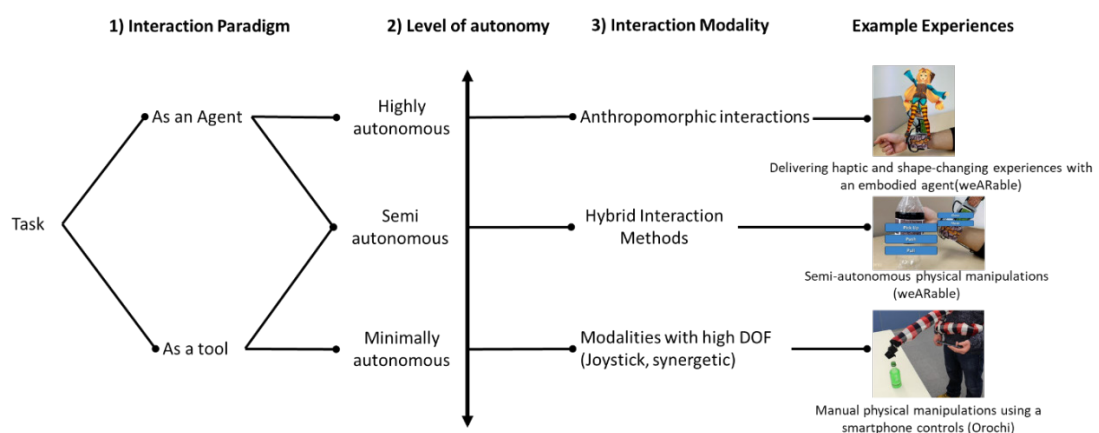 1) Interaction Paradigm
2) Level of autonomy
3) Interaction Modality
Example Experiences
Task
As an Agent
As a tool
Highly
autonomous
Semi
autonomous
Minimally
autonomous
Anthropomorphic interactions
Hybrid Interaction
Methods
Modalities with high DOF
(Joystick, synergetic)
Delivering haptic and shape-changing experiences with
an embodied agent(weARable)
Semi-autonomous physical manipulations
(weARable)
Manual physical manipulations using a
smartphone controls (Orochi)